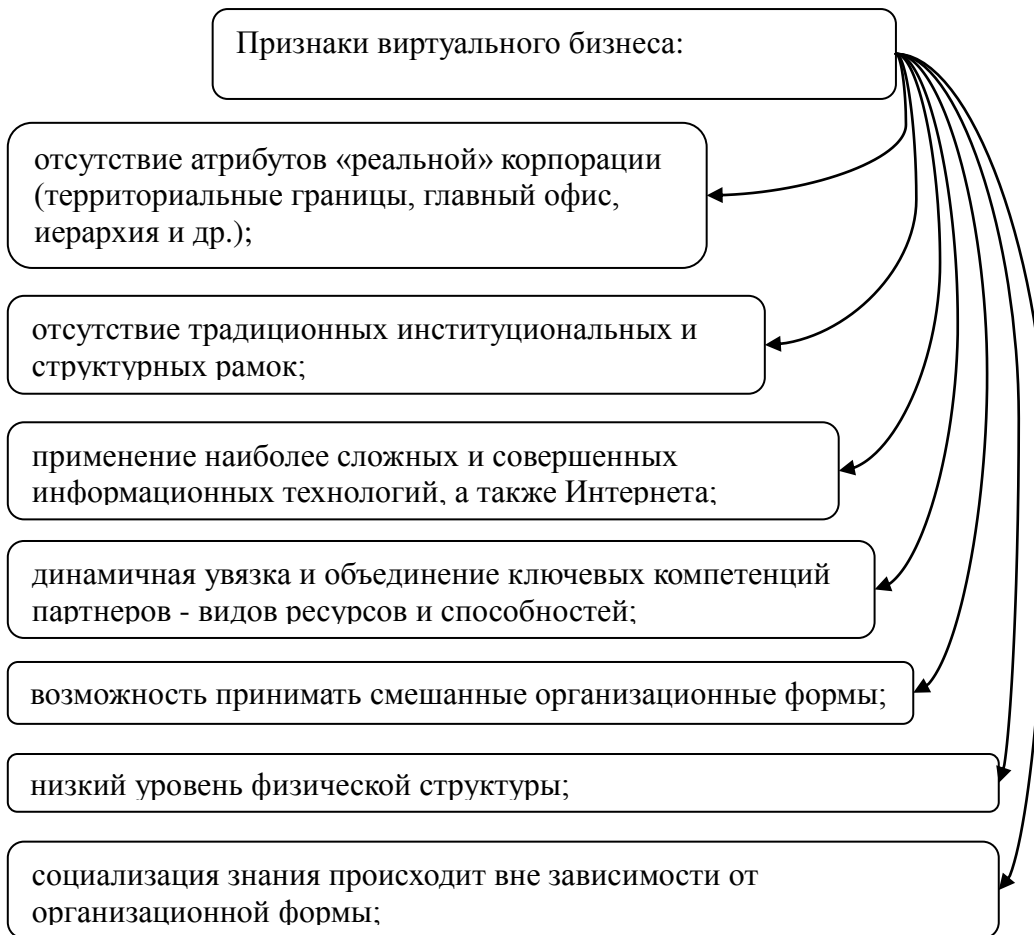 Признаки виртуального бизнеса:
отсутствие атрибутов «реальной» корпорации
(территориальные границы, главный офис,
иерархия и др.);
отсутствие традиционных институциональных и
структурных рамок;
применение наиболее сложных и совершенных
информационных технологий, а также Интернета;
динамичная увязка и объединение ключевых компетенций
партнеров - видов ресурсов и способностей;
возможность принимать смешанные организационные формы;
низкий уровень физической структуры;
социализация знания происходит вне зависимости от
организационной формы;